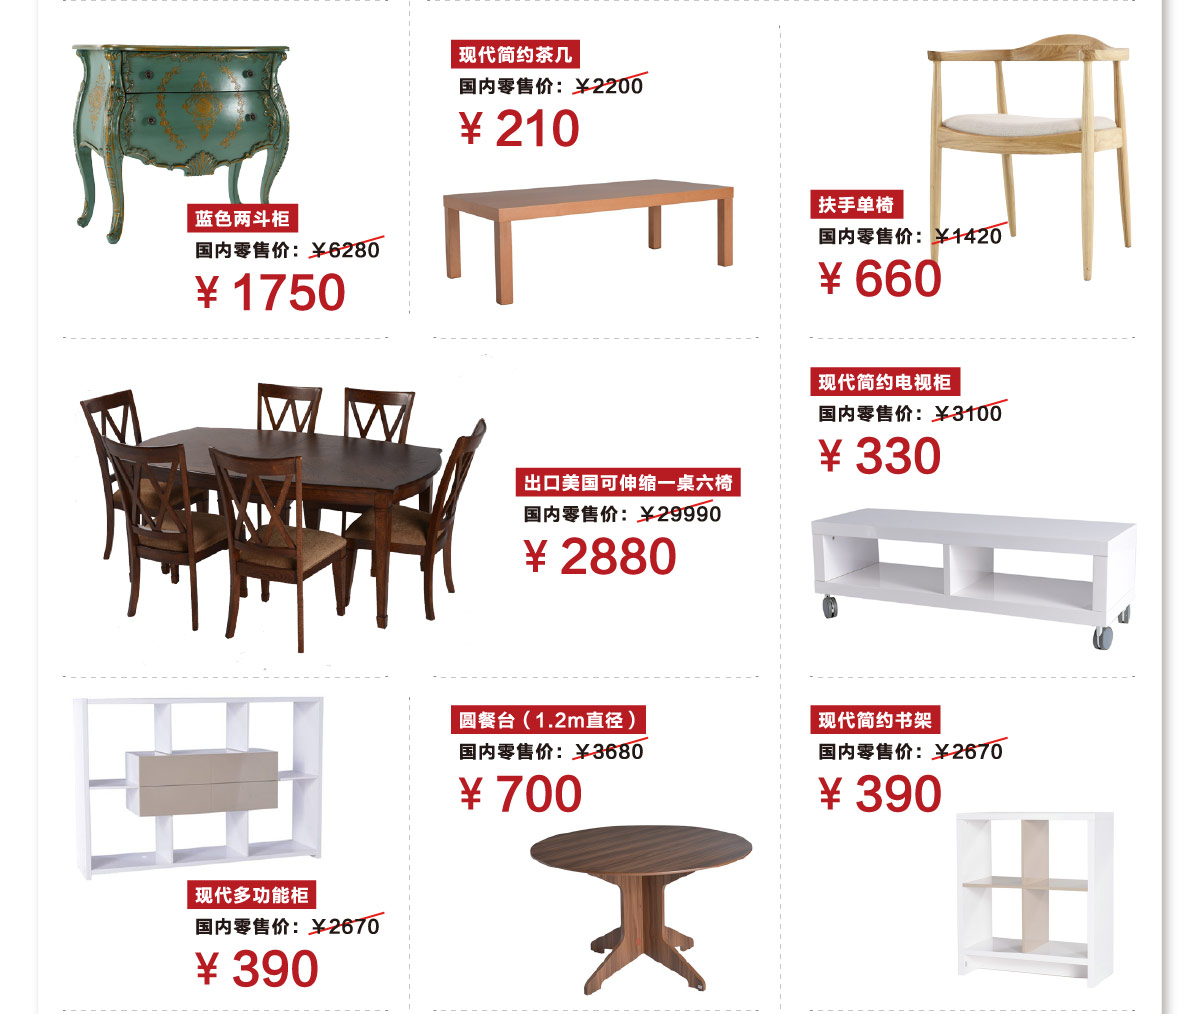 蓝色两斗柜
国内零售价：￥6280
￥1750
现代简约茶几
国内零售价：￥2200
￥210
扶手单椅
国内零售价：￥1420
￥660
出口美国可伸缩一桌六椅
国内零售价：￥29990
￥2880
现代简约电视柜
国内零售价：￥3100
￥330
现代多功能柜
国内零售价：￥2670
￥390
圆餐台（1.2m直径）
国内零售价：￥3680
￥700
现代简约书架
国内零售价：￥2670
￥390